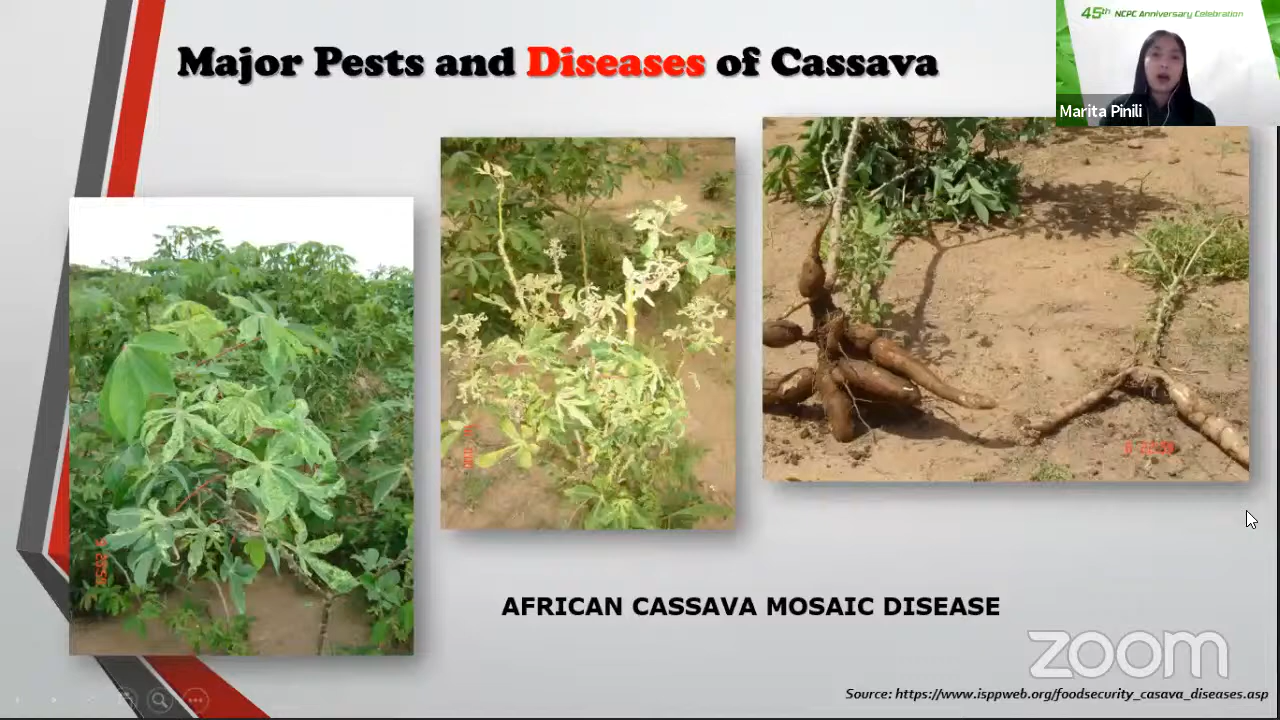 45th NCPC Anniversary Celebration
Major Pests and Diseases of Cassava
Marita Pinili
AFRICAN CASSAVA MOSAIC DISEASE
zoom
Source: https://www.isppweb.org/foodsecurity_casava_diseases.asp